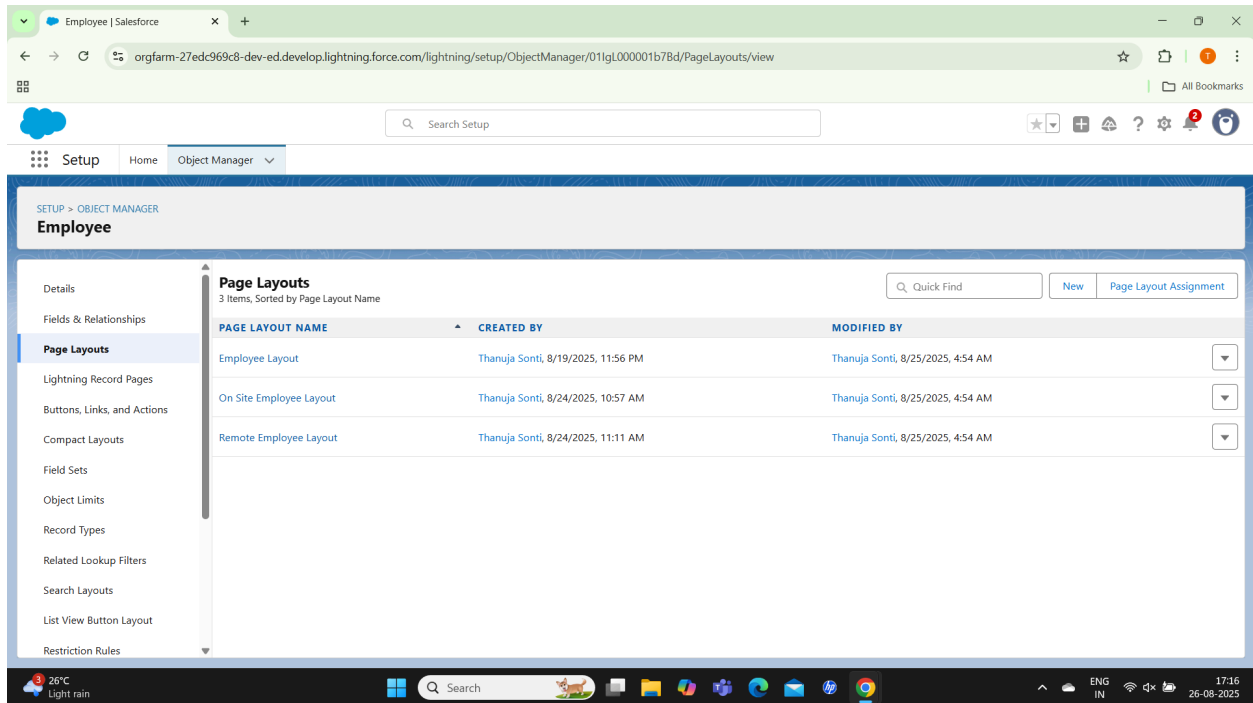 Employee | Salesforce
orgfarm-27edc969c8-dev-ed.develop.lightning.force.com/lightning/setup/ObjectManager/01IgL000001b7Bd/PageLayouts/view
T
All Bookmarks
Search Setup
2
Setup Home Object Manager
SETUP > OBJECT MANAGER
Employee
Details
Fields & Relationships
Page Layouts
Lightning Record Pages
Buttons, Links, and Actions
Compact Layouts
Field Sets
Object Limits
Record Types
Related Lookup Filters
Search Layouts
List View Button Layout
Restriction Rules
Page Layouts
3 Items, Sorted by Page Layout Name
Quick Find
New
Page Layout Assignment
PAGE LAYOUT NAME CREATED BY MODIFIED BY
Employee Layout Thanuja Sonti, 8/19/2025, 11:56 PM Thanuja Sonti, 8/25/2025, 4:54 AM
On Site Employee Layout Thanuja Sonti, 8/24/2025, 10:57 AM Thanuja Sonti, 8/25/2025, 4:54 AM
Remote Employee Layout Thanuja Sonti, 8/24/2025, 11:11 AM Thanuja Sonti, 8/25/2025, 4:54 AM
3
26°C
Light rain
Search
hp
ENG
IN
17:16
26-08-2025